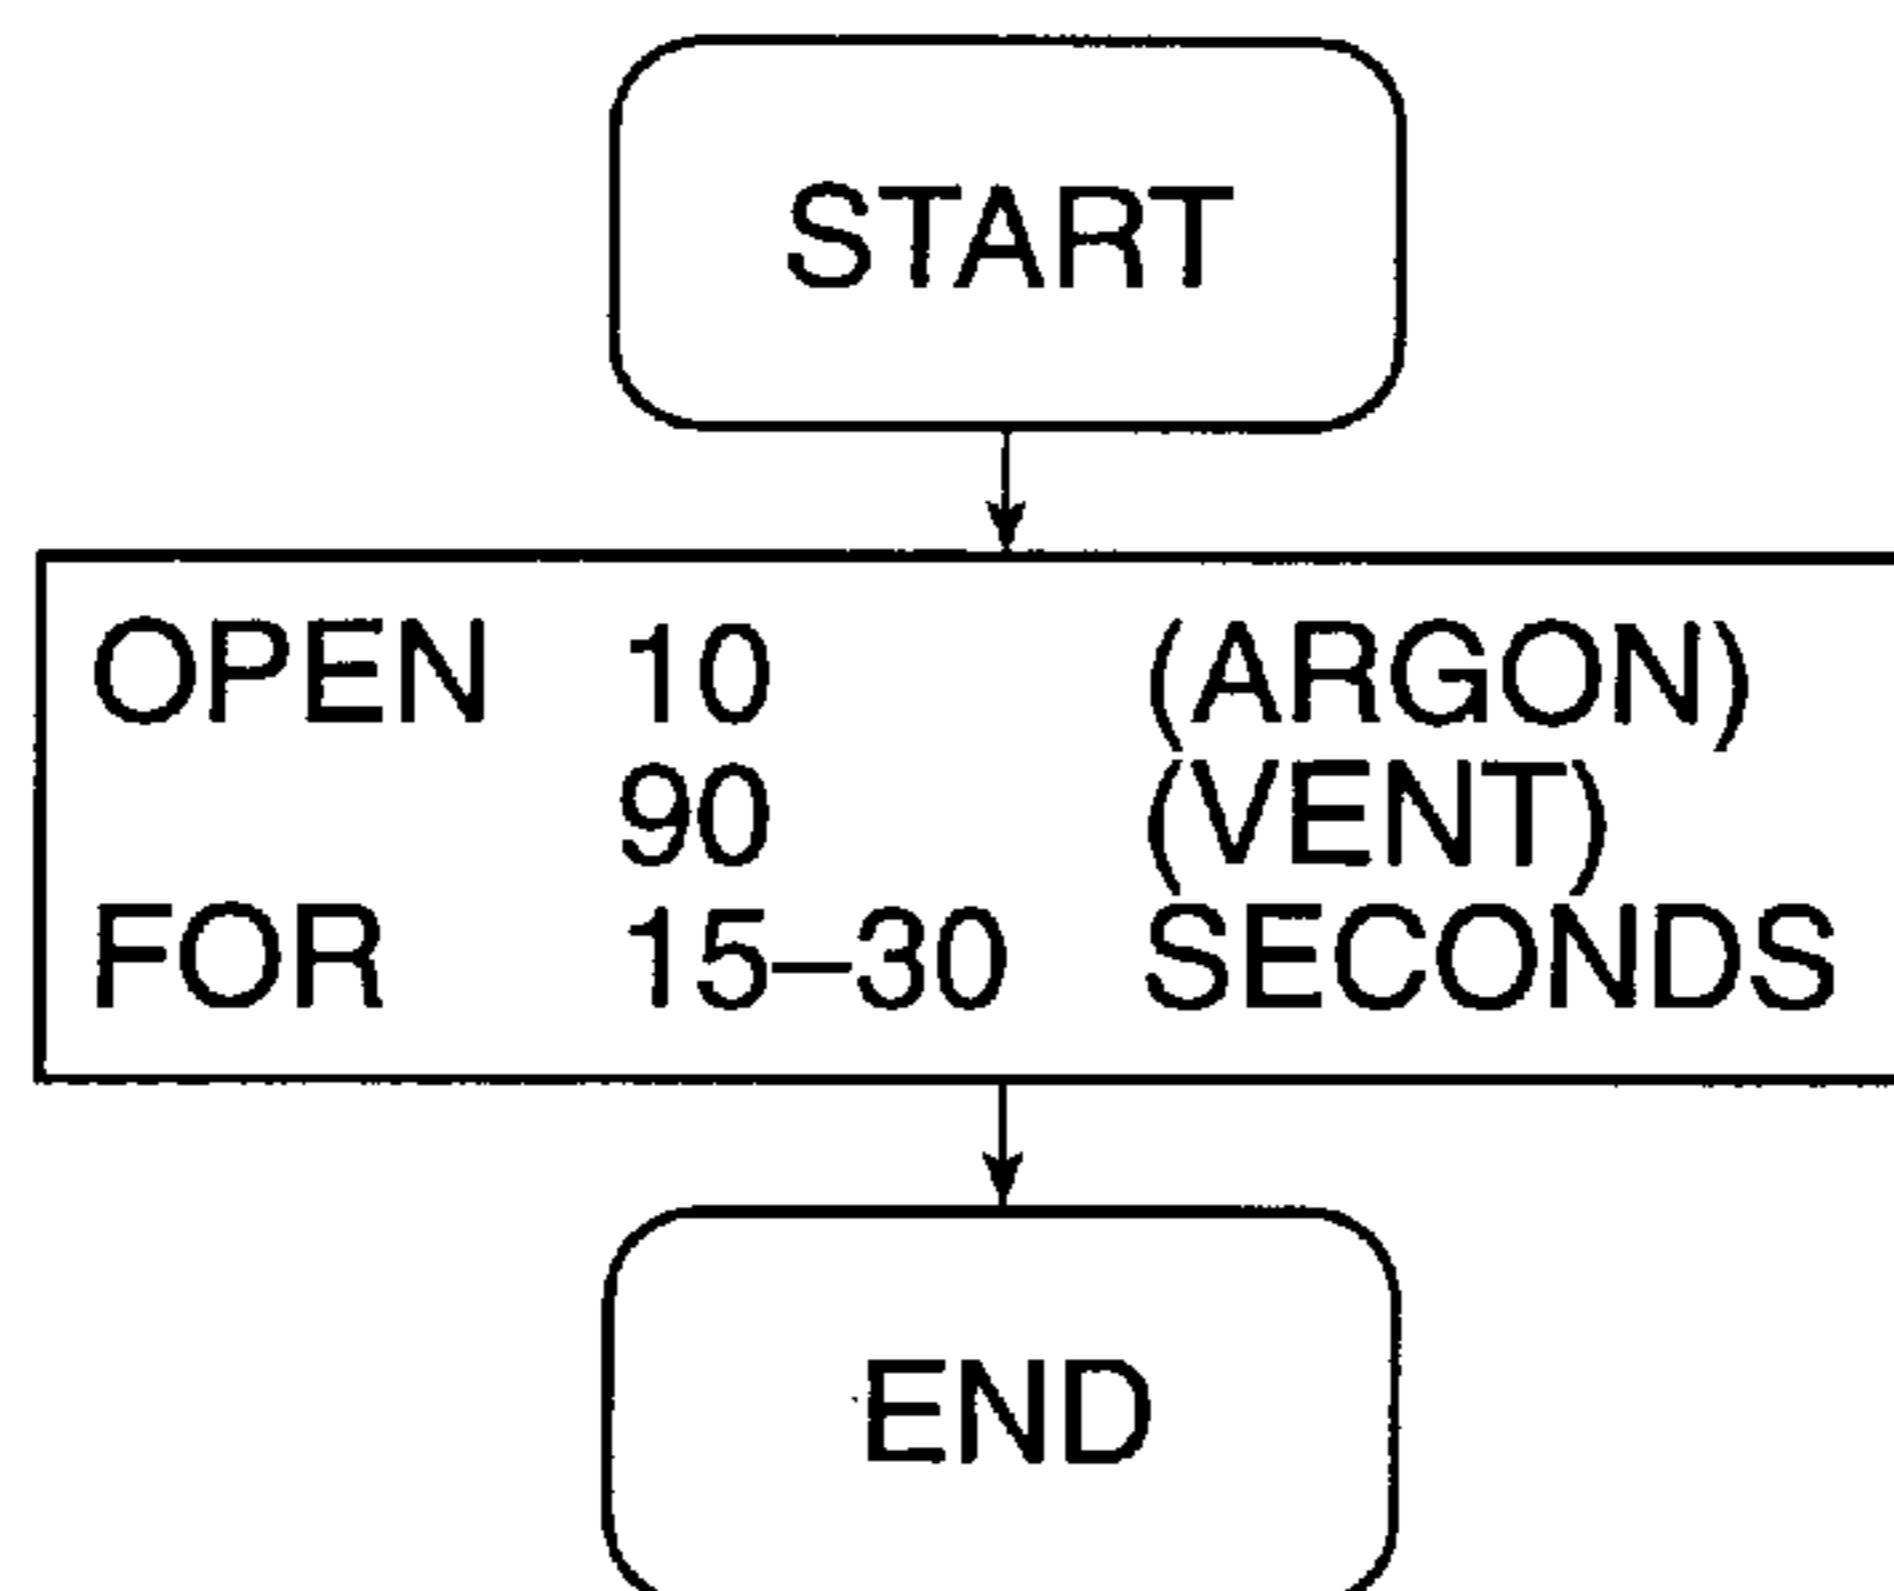 START
OPEN 10 (ARGON)
90 (VENT)
FOR 15–30 SECONDS
END